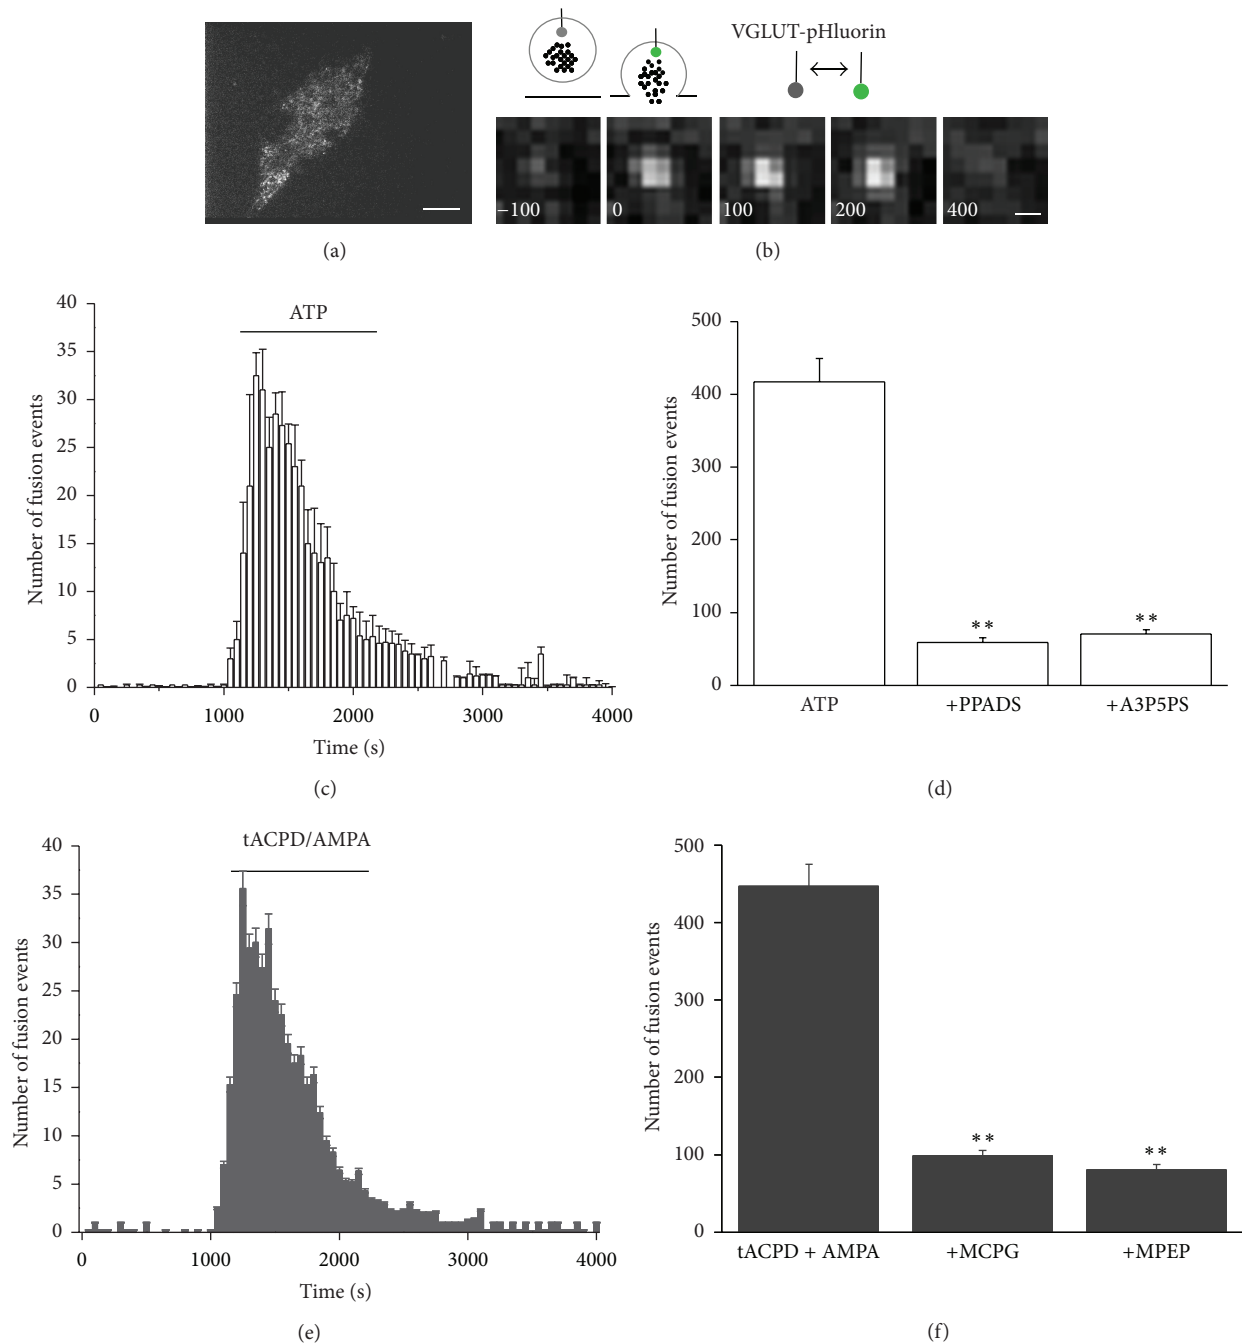 VGLUT-pHluorin
−100
0
100
200
400
(a)
(b)
40
35
30
25
20
15
10
5
0
Number of fusion events
ATP
0
1000
2000
3000
4000
Time (s)
(c)
500
400
300
200
100
0
Number of fusion events
**
**
ATP
+PPADS
+A3P5PS
(d)
40
35
30
25
20
15
10
5
0
Number of fusion events
tACPD/AMPA
0
1000
2000
3000
4000
Time (s)
(e)
500
400
300
200
100
0
Number of fusion events
**
**
tACPD + AMPA
+MCPG
+MPEP
(f)